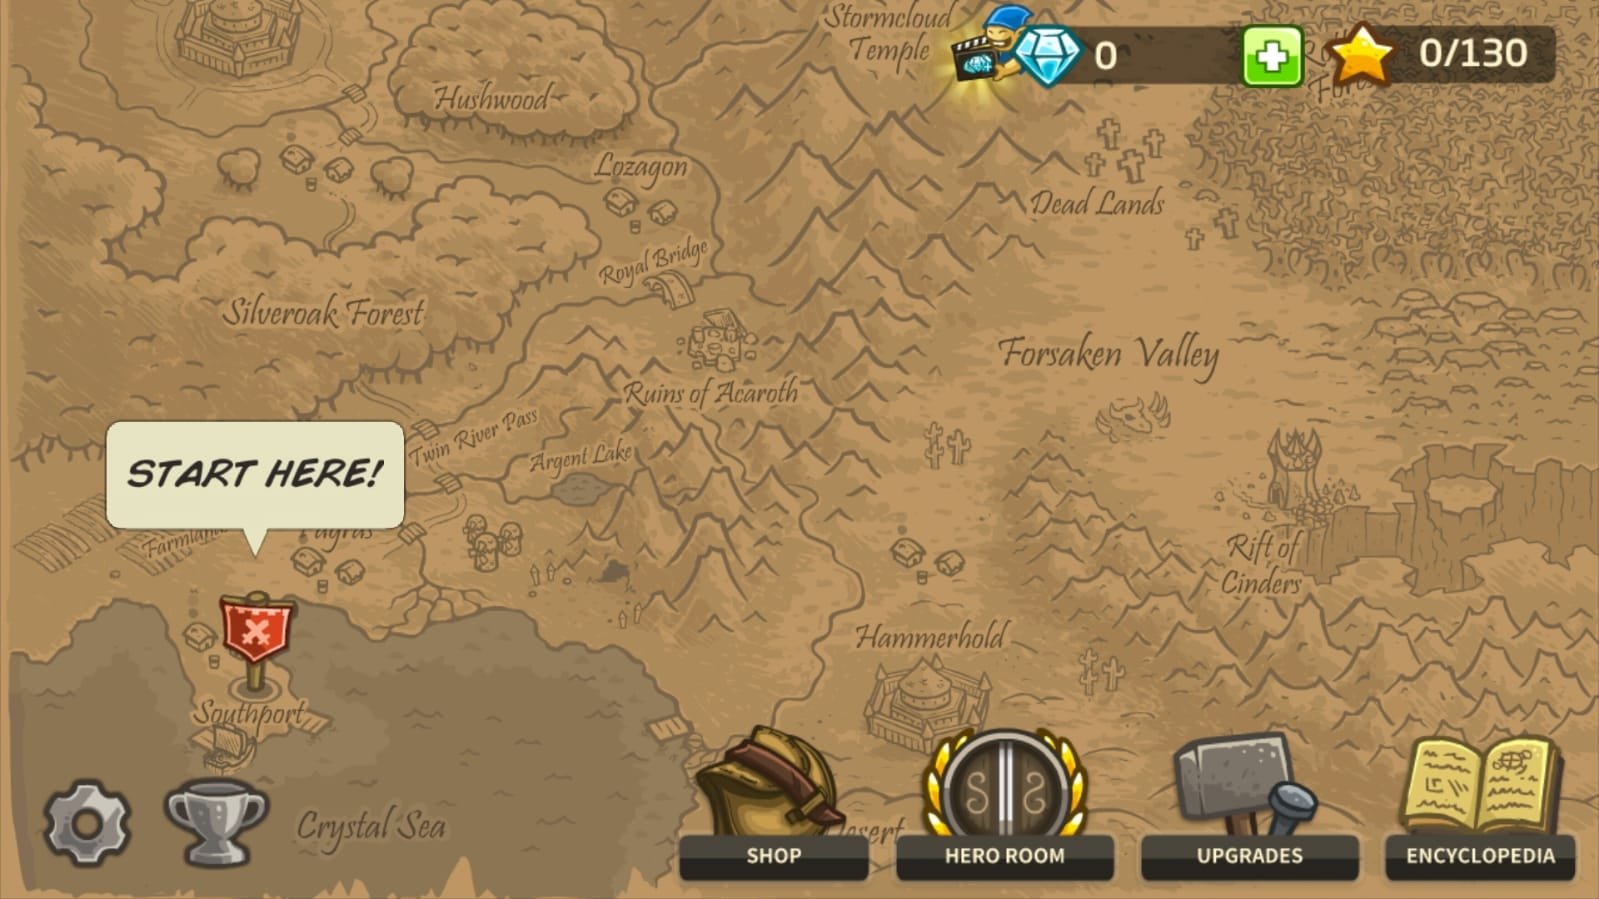 Stormcloud
Temple
0
0/130
Hushwood
Lozagon
Dead Lands
Royal Bridge
Silveroak Forest
Forsaken Valley
Ruins of Acaroth
Twin River Pass
Argent Lake
START HERE!
Rift of
Cinders
Hammerhold
Southport
Crystal Sea
Desert
SHOP
HERO ROOM
UPGRADES
ENCYCLOPEDIA